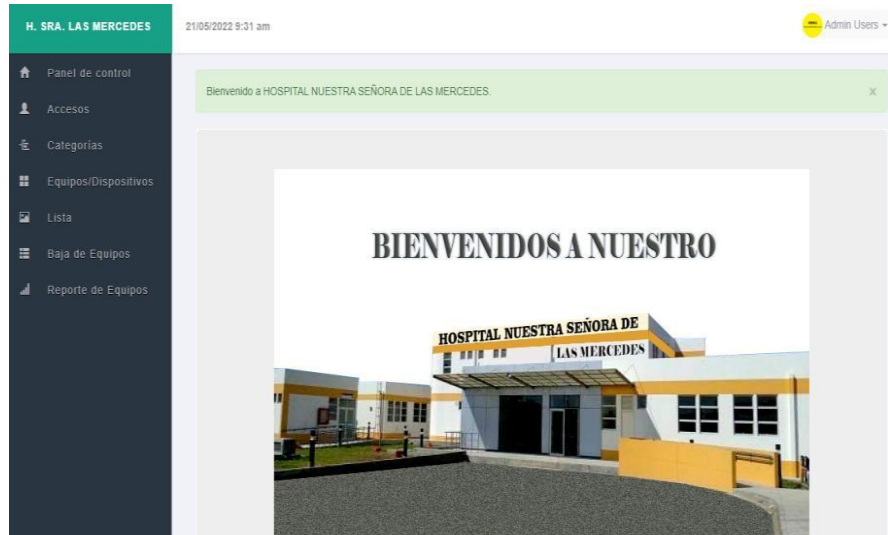 H. SRA. LAS MERCEDES
21/05/2022 9:31 am
Admin Users
Panel de control
Accesos
Categorías
Equipos/Dispositivos
Lista
Baja de Equipos
Reporte de Equipos
Bienvenido a HOSPITAL NUESTRA SEÑORA DE LAS MERCEDES.
x
BIENVENIDOS A NUESTRO
HOSPITAL NUESTRA SEÑORA DE
LAS MERCEDES